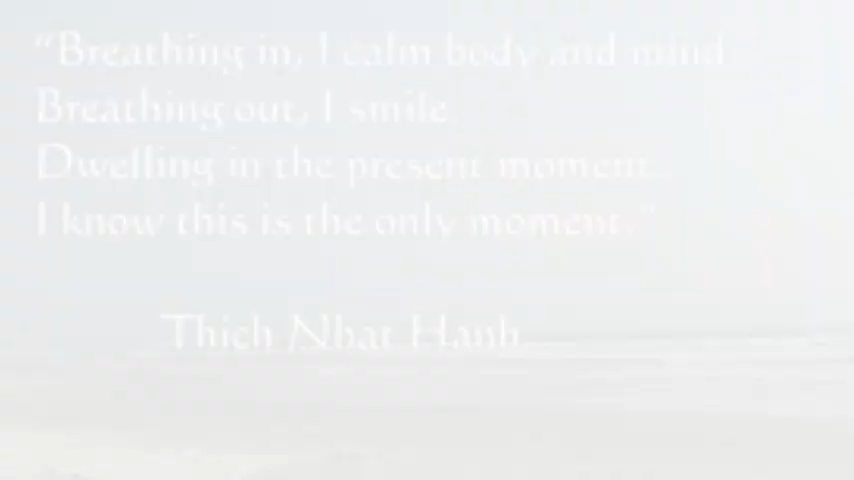 “Breathing in, I calm body and mind.
Breathing out, I smile.
Dwelling in the present moment,
I know this is the only moment.”
Thich Nhat Hanh